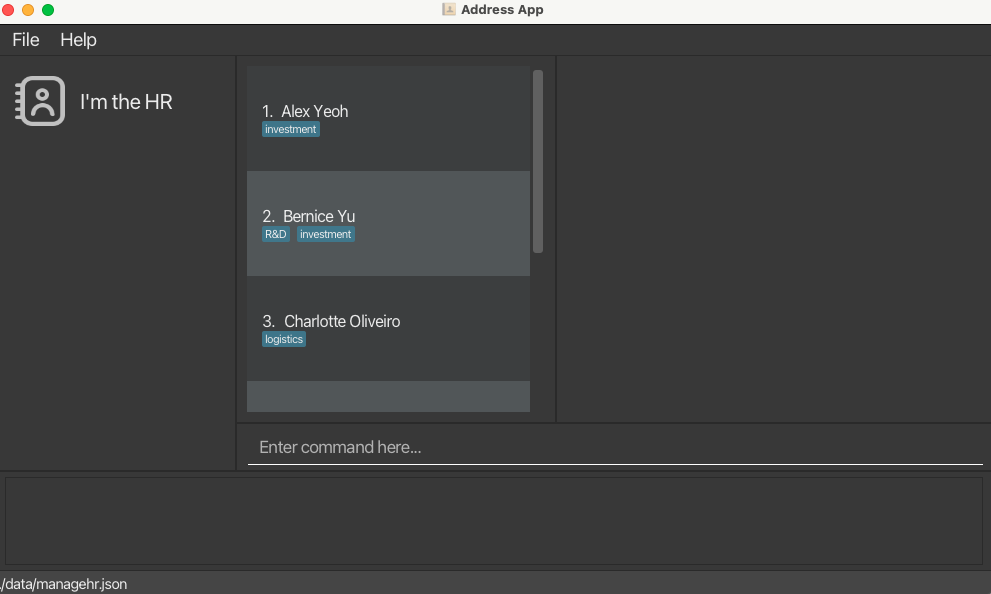 Address App
File Help
I'm the HR
1. Alex Yeoh
investment
2. Bernice Yu
R&D investment
3. Charlotte Oliveiro
logistics
Enter command here...
./data/managehr.json